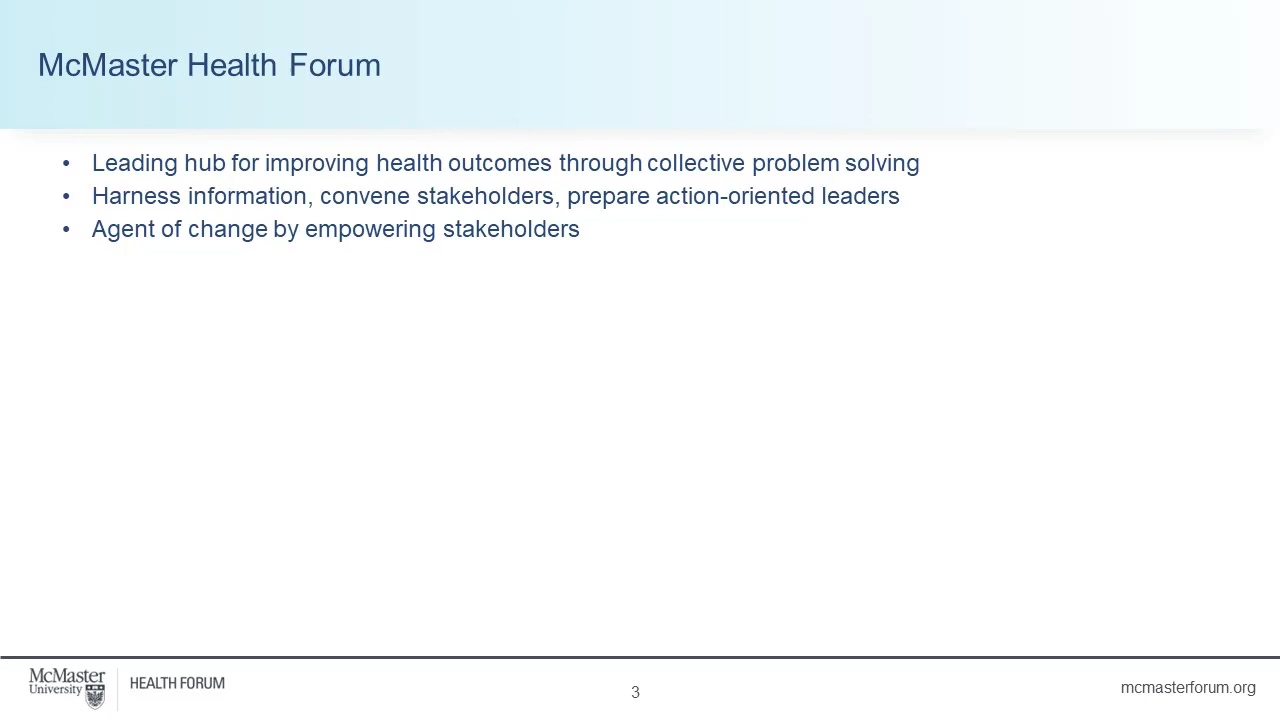 McMaster Health Forum
• Leading hub for improving health outcomes through collective problem solving
• Harness information, convene stakeholders, prepare action-oriented leaders
• Agent of change by empowering stakeholders
McMaster
University
HEALTH FORUM
3
mcmasterforum.org